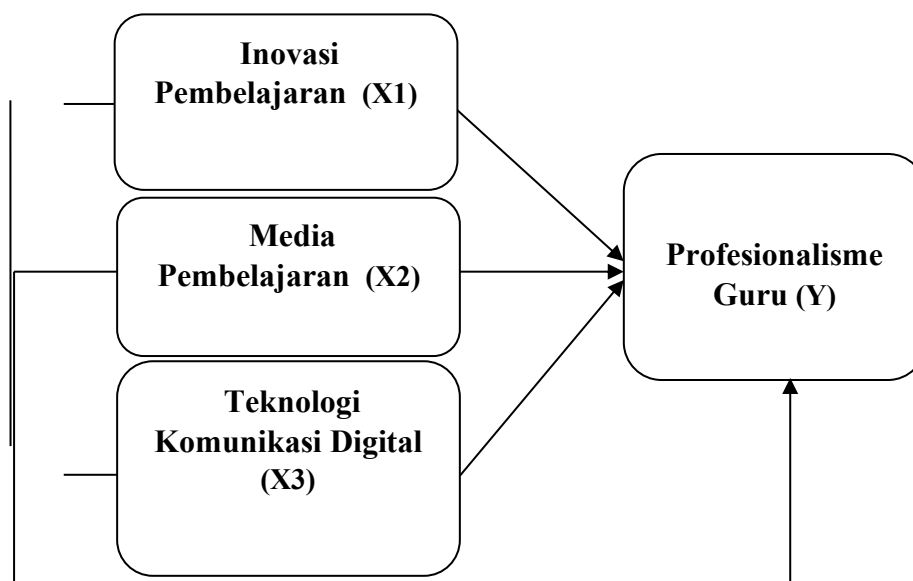 Inovasi
Pembelajaran (X1)
Media
Pembelajaran (X2)
Teknologi
Komunikasi Digital
(X3)
Profesionalisme
Guru (Y)